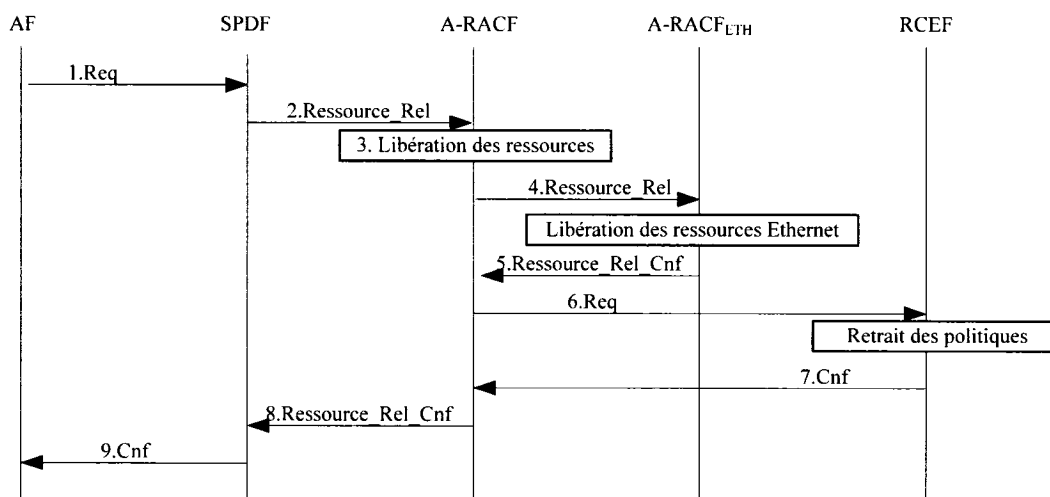 AF SPDF A-RACF A-RACF_ETH RCEF
1.Req
2.Ressource_Rel
3. Libération des ressources
4.Ressource_Rel
Libération des ressources Ethernet
5.Ressource_Rel_Cnf
6.Req
Retrait des politiques
7.Cnf
8.Ressource_Rel_Cnf
9.Cnf